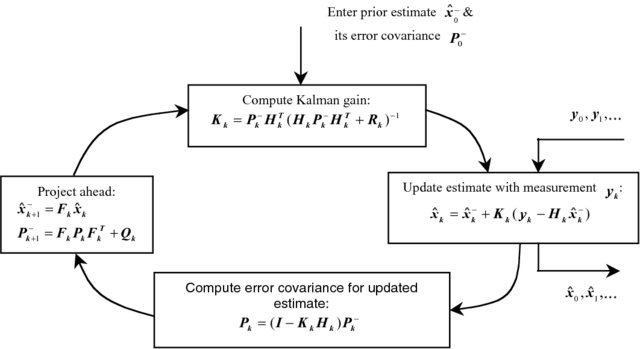 Enter prior estimate x̂₀⁻ &
its error covariance P₀⁻
Compute Kalman gain:
Kₖ = Pₖ⁻Hₖᵀ(HₖPₖ⁻Hₖᵀ + Rₖ)⁻¹
y₀, y₁,...
Update estimate with measurement yₖ:
x̂ₖ = x̂ₖ⁻ + Kₖ(yₖ − Hₖx̂ₖ⁻)
x̂₀,x̂₁,...
Compute error covariance for updated
estimate:
Pₖ = (I − KₖHₖ)Pₖ⁻
Project ahead:
x̂ₖ₊₁⁻ = Fₖx̂ₖ
Pₖ₊₁⁻ = FₖPₖFₖᵀ + Qₖ